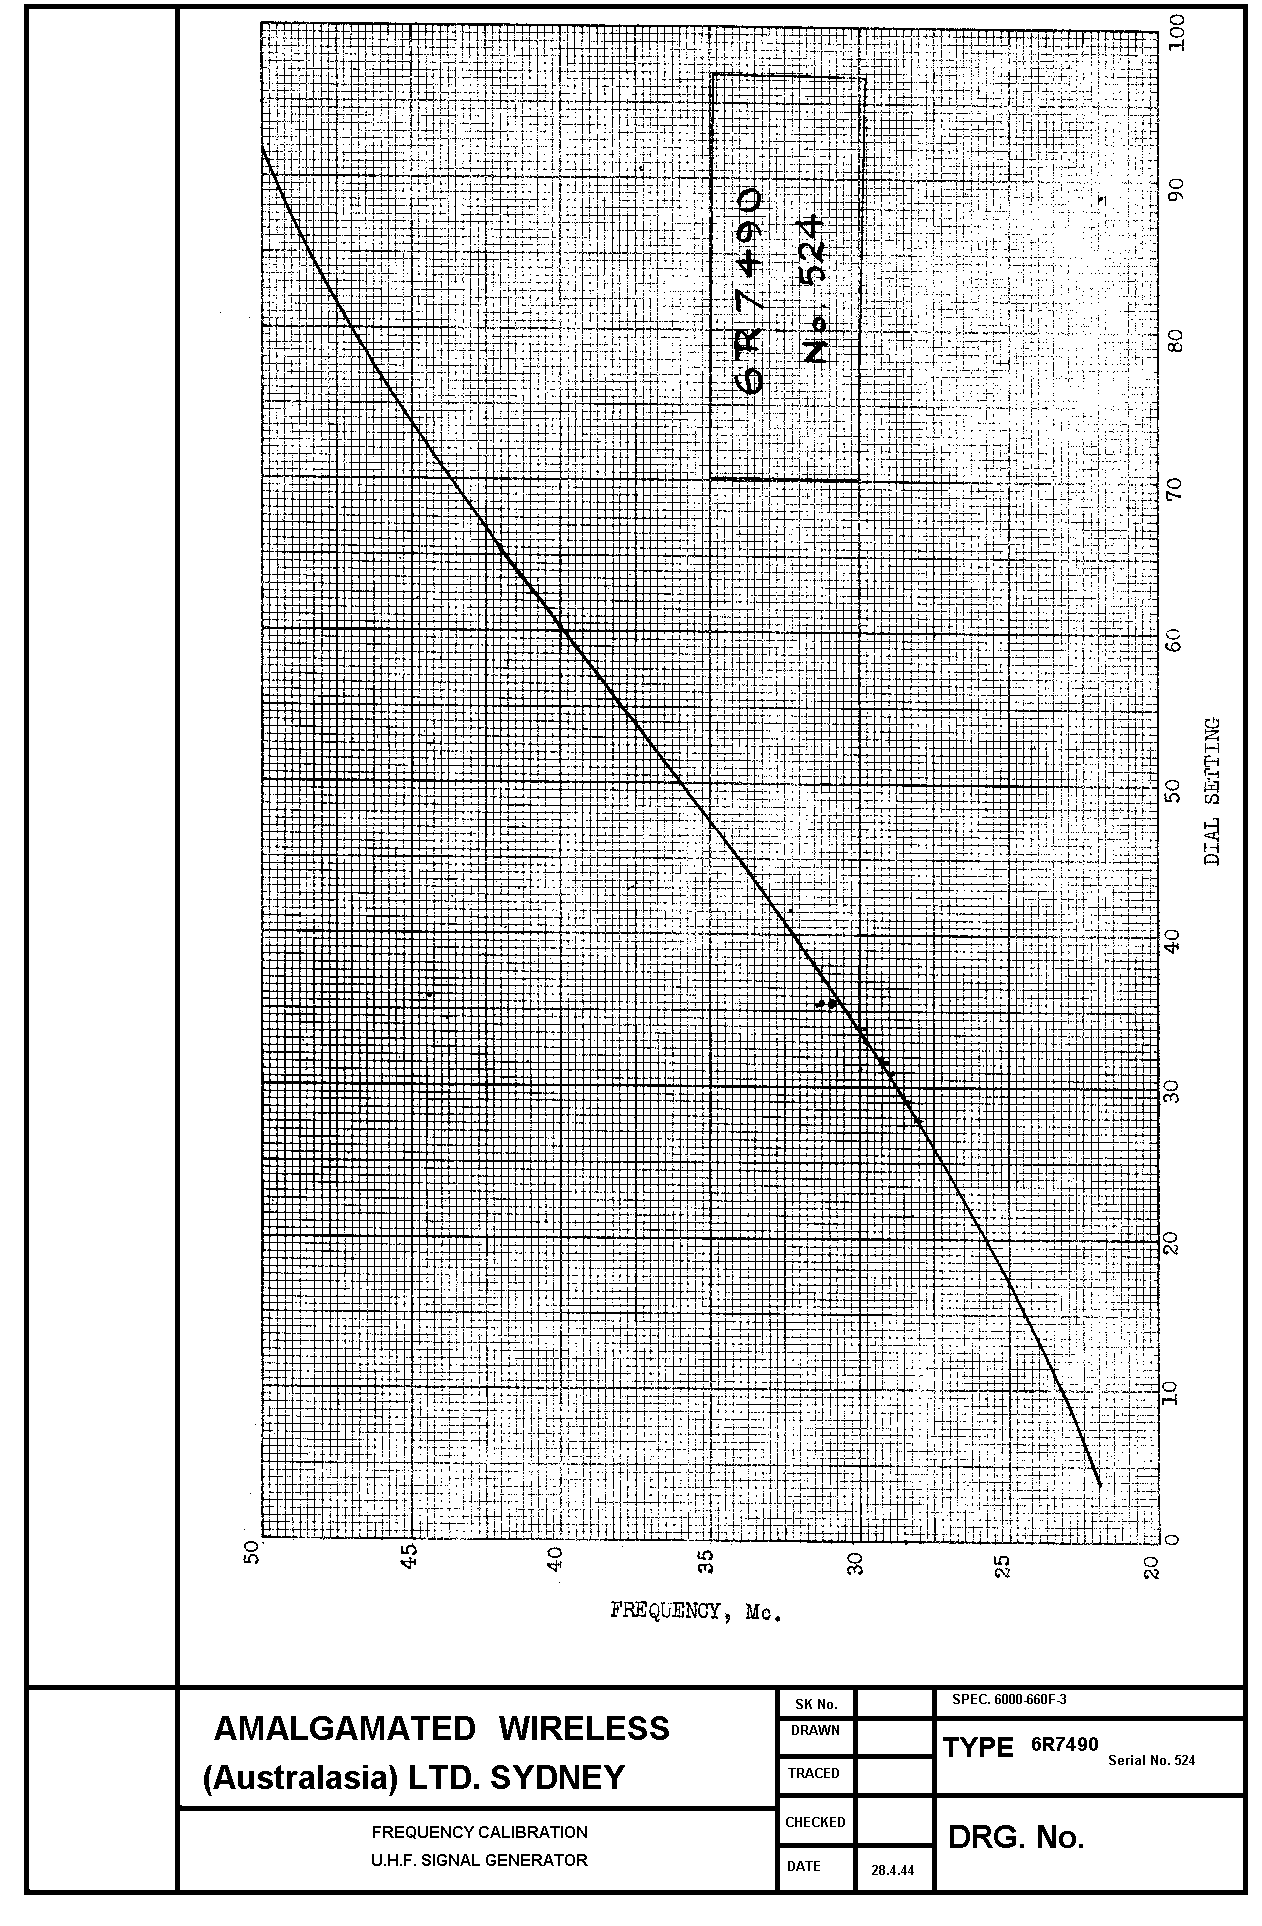 6R7490
No. 524
100
90
80
70
60
50
40
30
20
10
0
DIAL SETTING
50
45
40
35
30
25
20
FREQUENCY, Mc.
AMALGAMATED WIRELESS
(Australasia) LTD. SYDNEY
FREQUENCY CALIBRATION
U.H.F. SIGNAL GENERATOR
SK No.
DRAWN
TRACED
CHECKED
DATE
28.4.44
SPEC. 6000-660F-3
TYPE 6R7490
Serial No. 524
DRG. No.